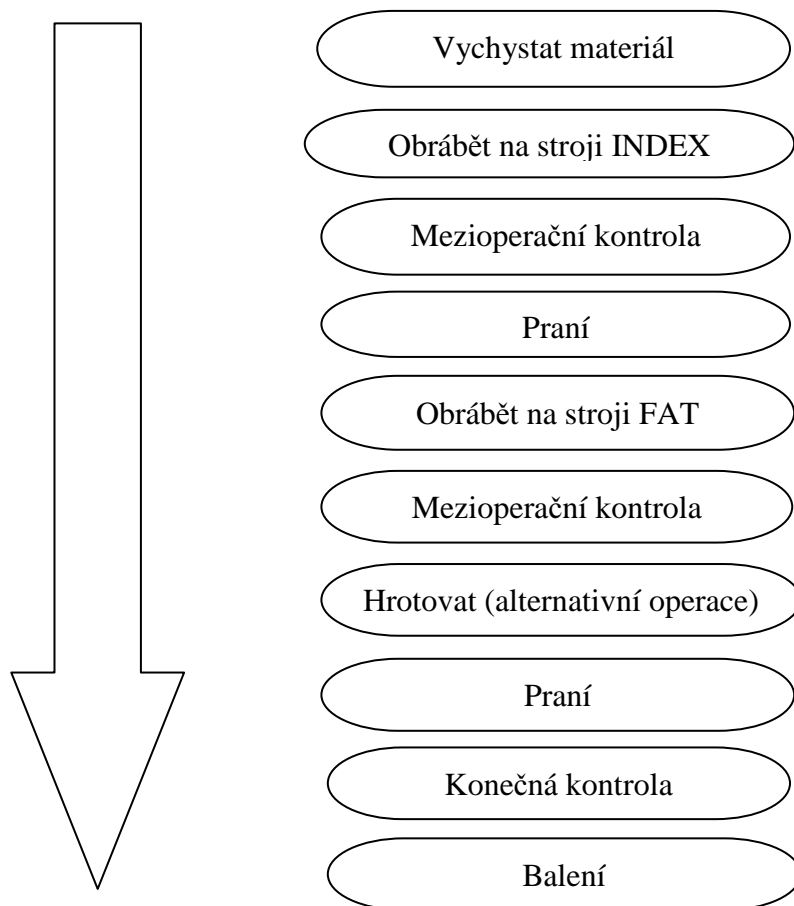 Vychystat materiál
Obrábět na stroji INDEX
Mezioperační kontrola
Praní
Obrábět na stroji FAT
Mezioperační kontrola
Hrotovat (alternativní operace)
Praní
Konečná kontrola
Balení